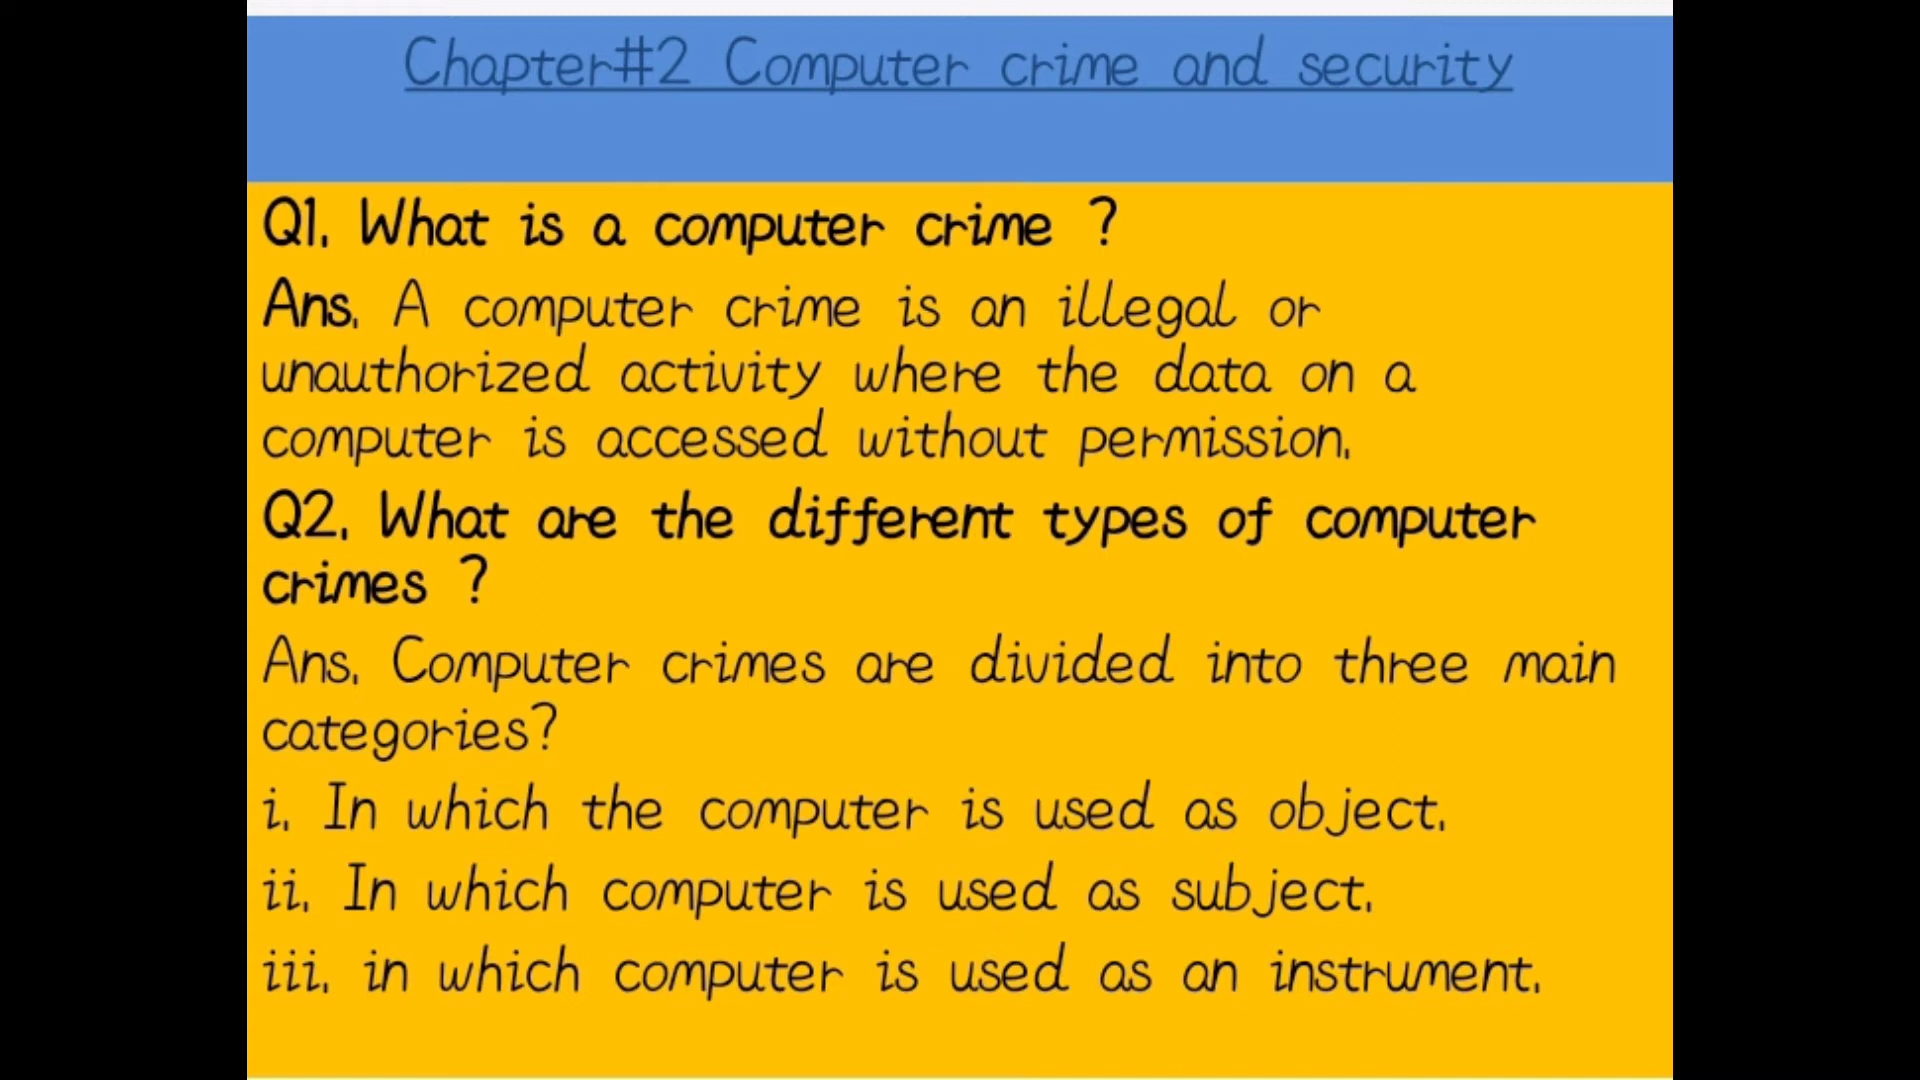 Chapter#2 Computer crime and security
Q1. What is a computer crime ?
Ans. A computer crime is an illegal or
unauthorized activity where the data on a
computer is accessed without permission.
Q2. What are the different types of computer
crimes ?
Ans. Computer crimes are divided into three main
categories?
i. In which the computer is used as object.
ii. In which computer is used as subject.
iii. in which computer is used as an instrument.